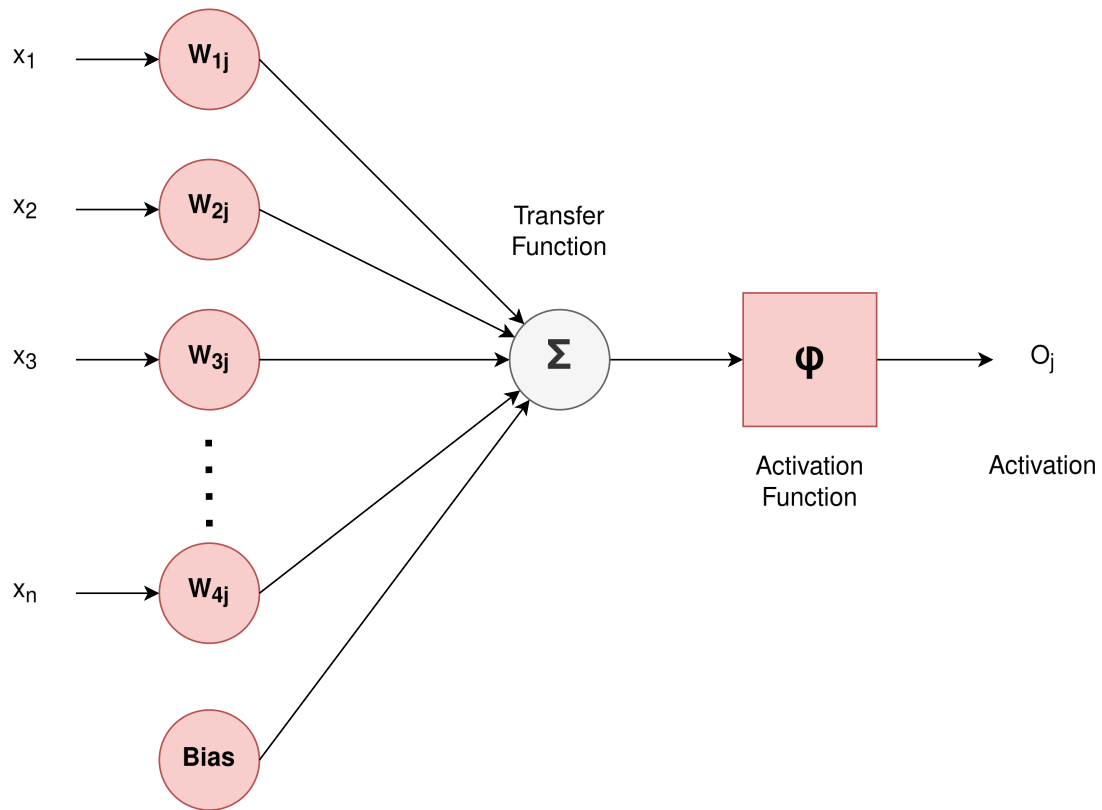 x₁
W₁ⱼ
x₂
W₂ⱼ
Transfer
Function
x₃
W₃ⱼ
Σ
φ
Oⱼ
Activation
Function
Activation
xₙ
W₄ⱼ
Bias